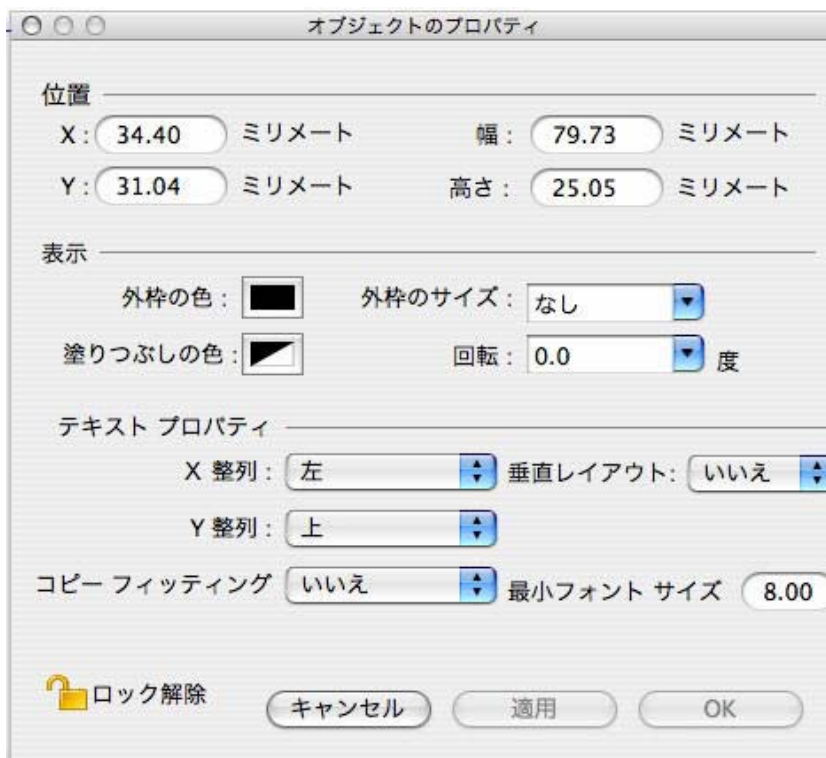 オブジェクトのプロパティ
位置
X : 34.40 ミリメート 幅 : 79.73 ミリメート
Y : 31.04 ミリメート 高さ : 25.05 ミリメート
表示
外枠の色 : 外枠のサイズ : なし
塗りつぶしの色 : 回転 : 0.0 度
テキスト プロパティ
X 整列 : 左 垂直レイアウト: いいえ
Y 整列 : 上
コピー フィッティング いいえ 最小フォント サイズ 8.00
ロック解除 キャンセル 適用 OK